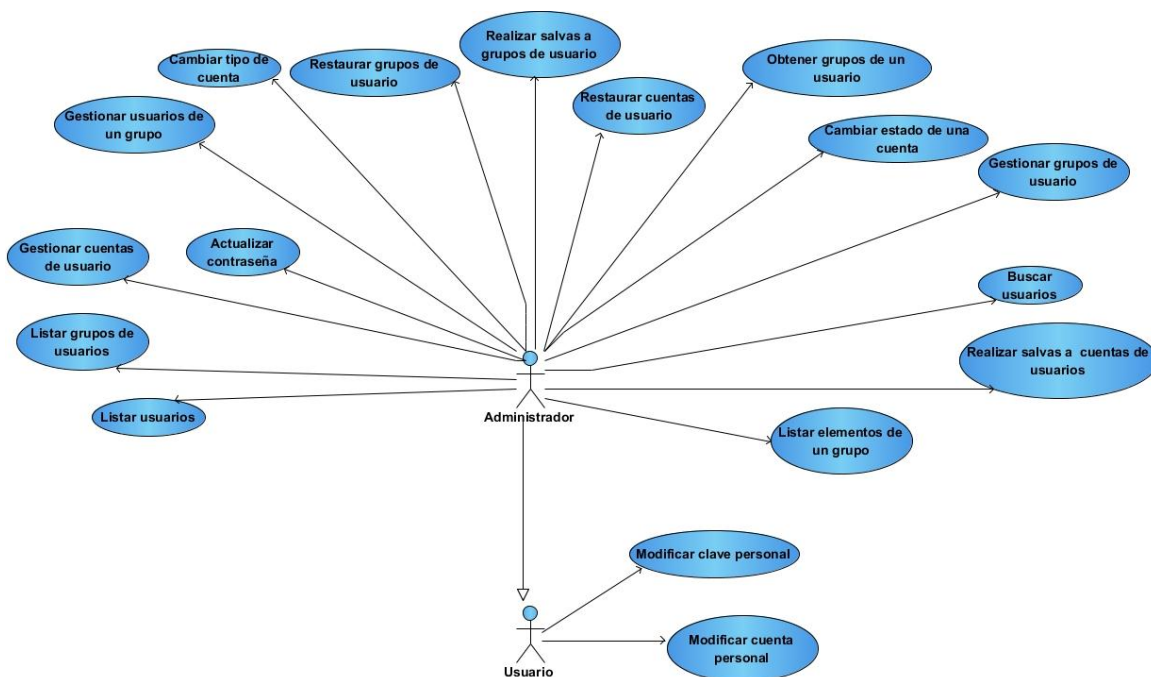 Realizar salvas a
grupos de usuario
Cambiar tipo de
cuenta
Restaurar grupos de
usuario
Obtener grupos de un
usuario
Restaurar cuentas
de usuario
Gestionar usuarios de
un grupo
Cambiar estado de una
cuenta
Gestionar grupos de
usuario
Gestionar cuentas
de usuario
Actualizar
contraseña
Buscar
usuarios
Listar grupos de
usuarios
Realizar salvas a cuentas de
usuarios
Listar usuarios
Administrador
Listar elementos de
un grupo
Modificar clave personal
Modificar cuenta
personal
Usuario